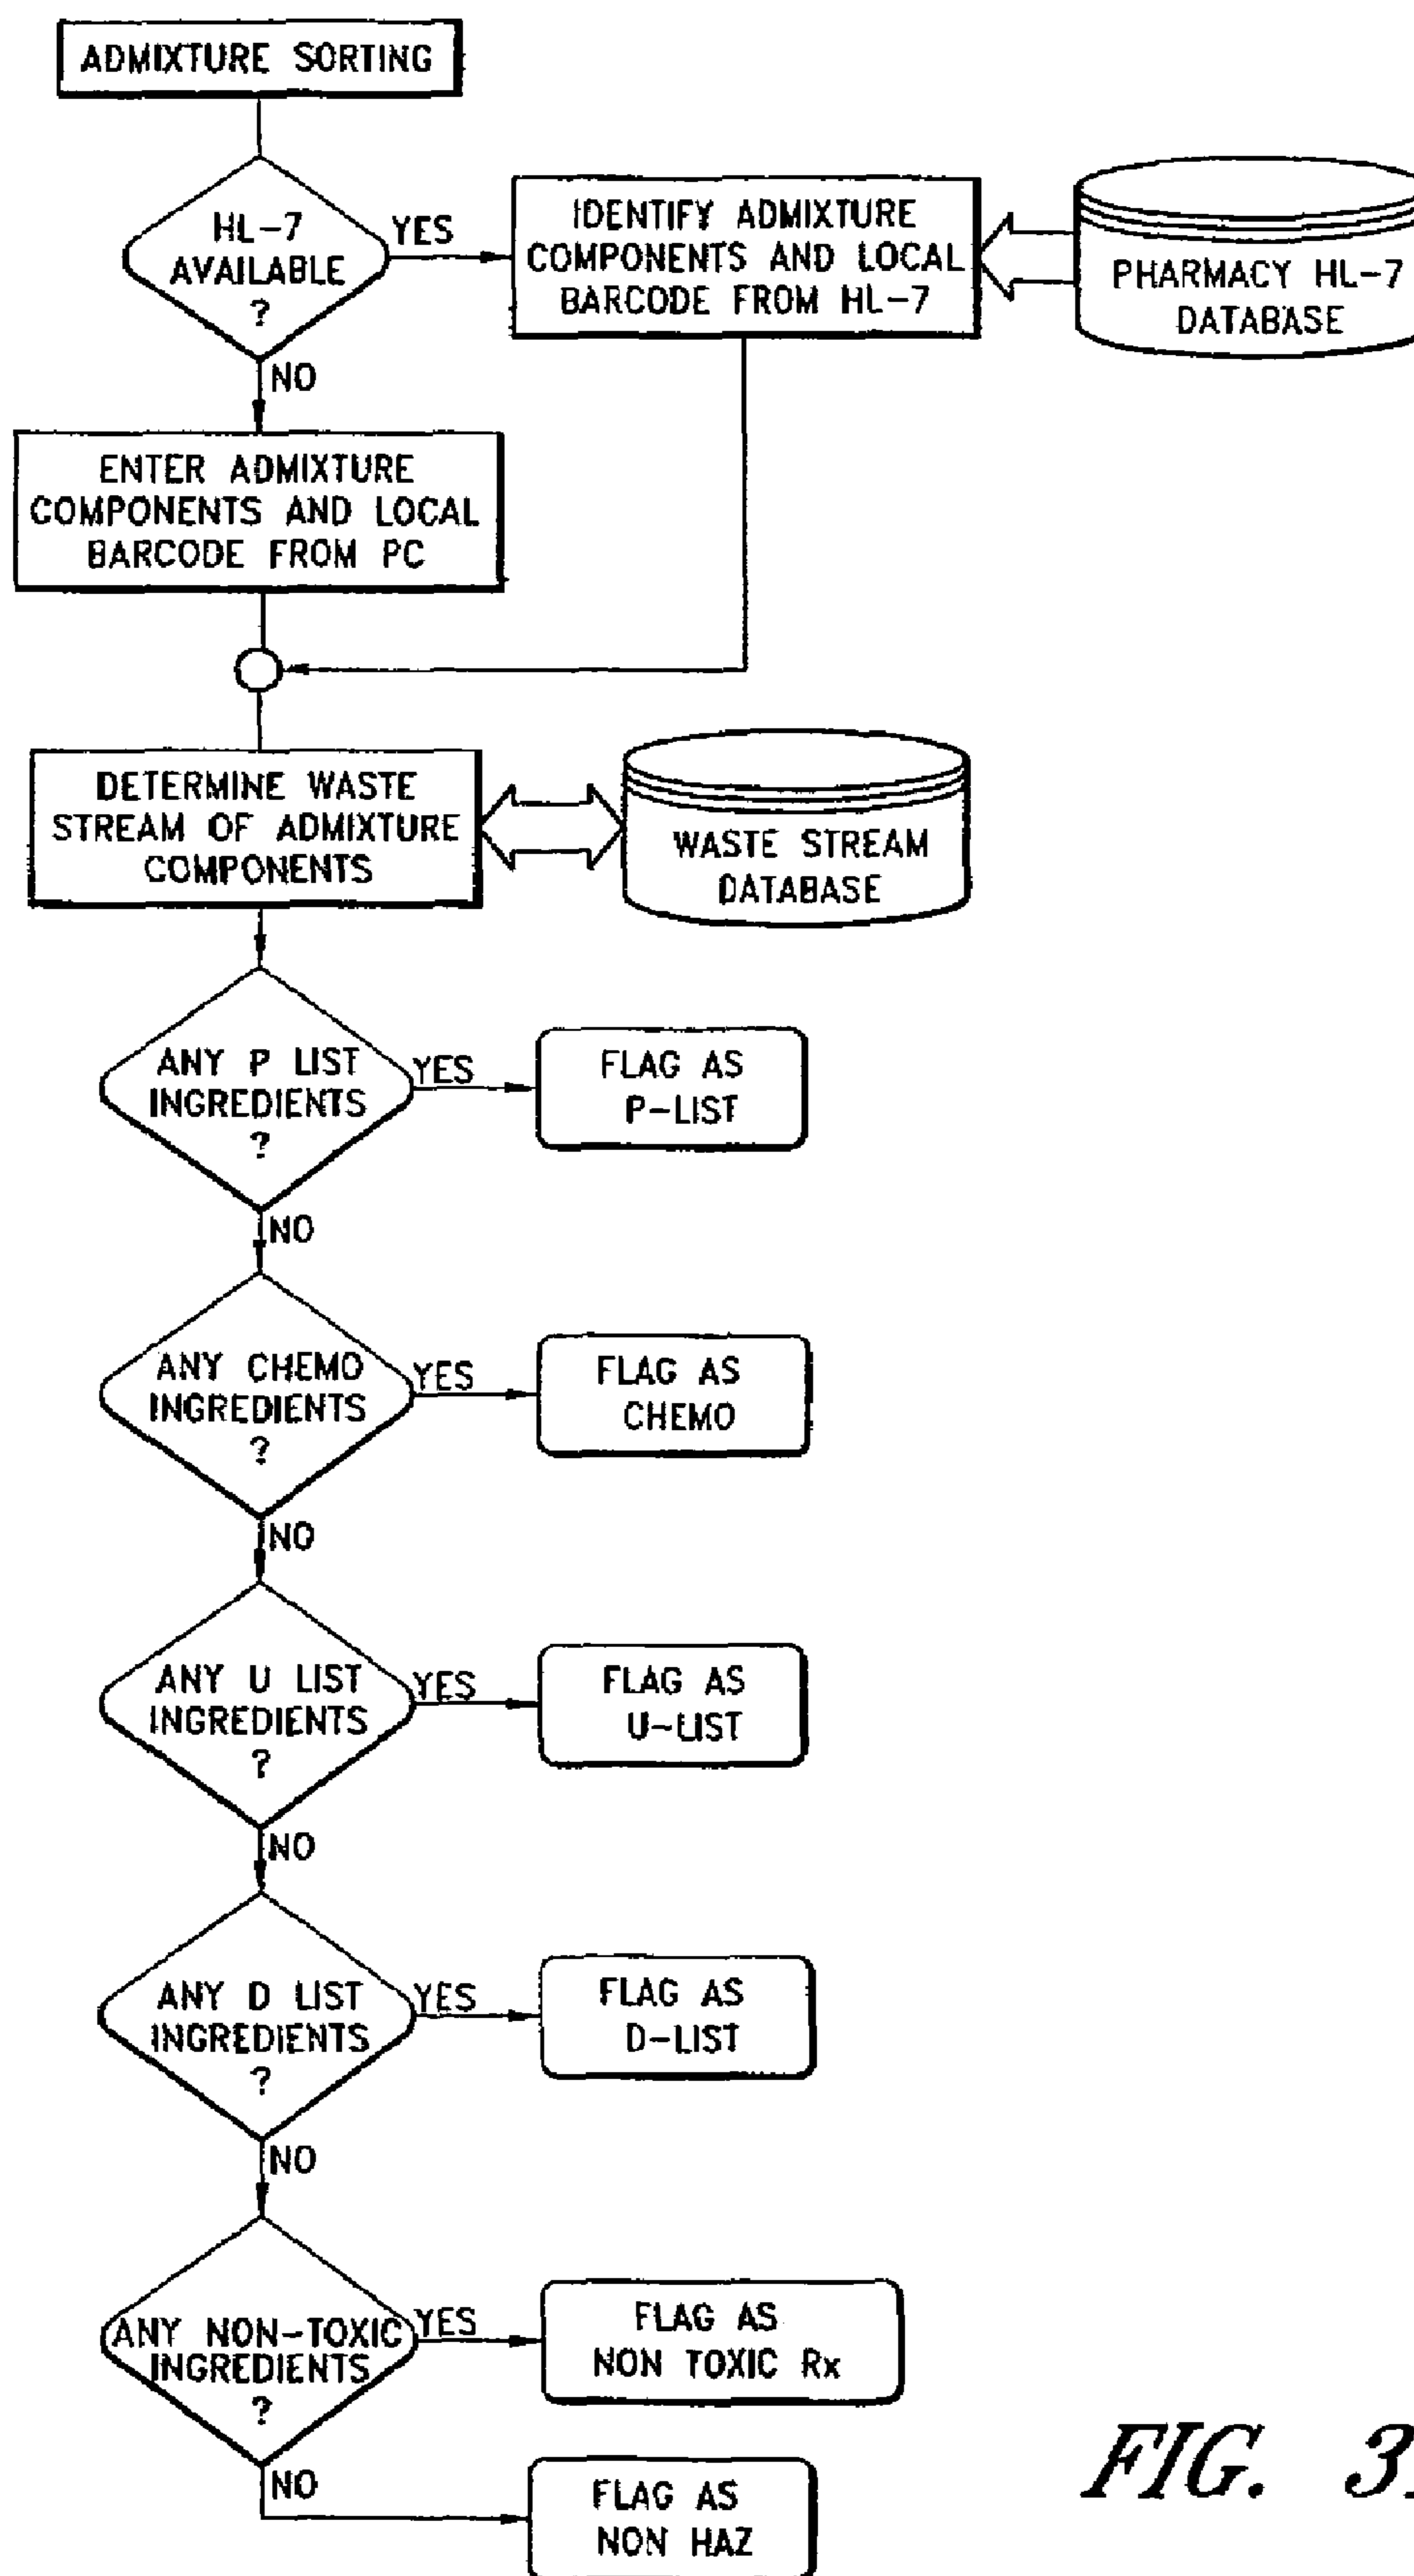 ADMIXTURE SORTING
HL-7
AVAILABLE
?
YES
IDENTIFY ADMIXTURE
COMPONENTS AND LOCAL
BARCODE FROM HL-7
PHARMACY HL-7
DATABASE
NO
ENTER ADMIXTURE
COMPONENTS AND LOCAL
BARCODE FROM PC
DETERMINE WASTE
STREAM OF ADMIXTURE
COMPONENTS
WASTE STREAM
DATABASE
ANY P LIST
INGREDIENTS
?
YES
FLAG AS
P-LIST
NO
ANY CHEMO
INGREDIENTS
?
YES
FLAG AS
CHEMO
NO
ANY U LIST
INGREDIENTS
?
YES
FLAG AS
U-LIST
NO
ANY D LIST
INGREDIENTS
?
YES
FLAG AS
D-LIST
NO
ANY NON-TOXIC
INGREDIENTS
?
YES
FLAG AS
NON TOXIC Rx
NO
FLAG AS
NON HAZ
FIG.